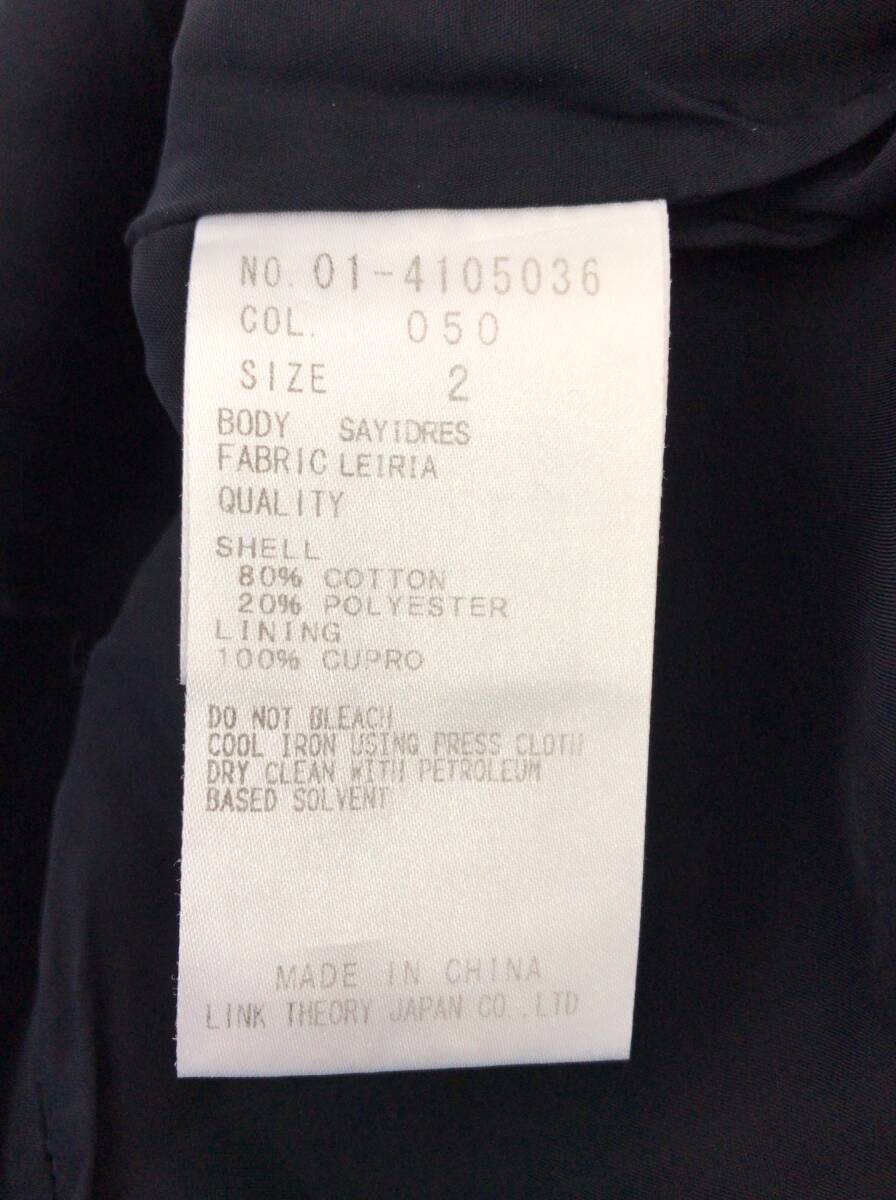 NO. 01-4105036
COL. 050
SIZE 2
BODY SAYIDRES
FABRIC LEIRIA
QUALITY
SHELL
80% COTTON
20% POLYESTER
LINING
100% CUPRO
DO NOT BLEACH
COOL IRON USING PRESS CLOTH
DRY CLEAN WITH PETROLEUM
BASED SOLVENT
MADE IN CHINA
LINK THEORY JAPAN CO.,LTD